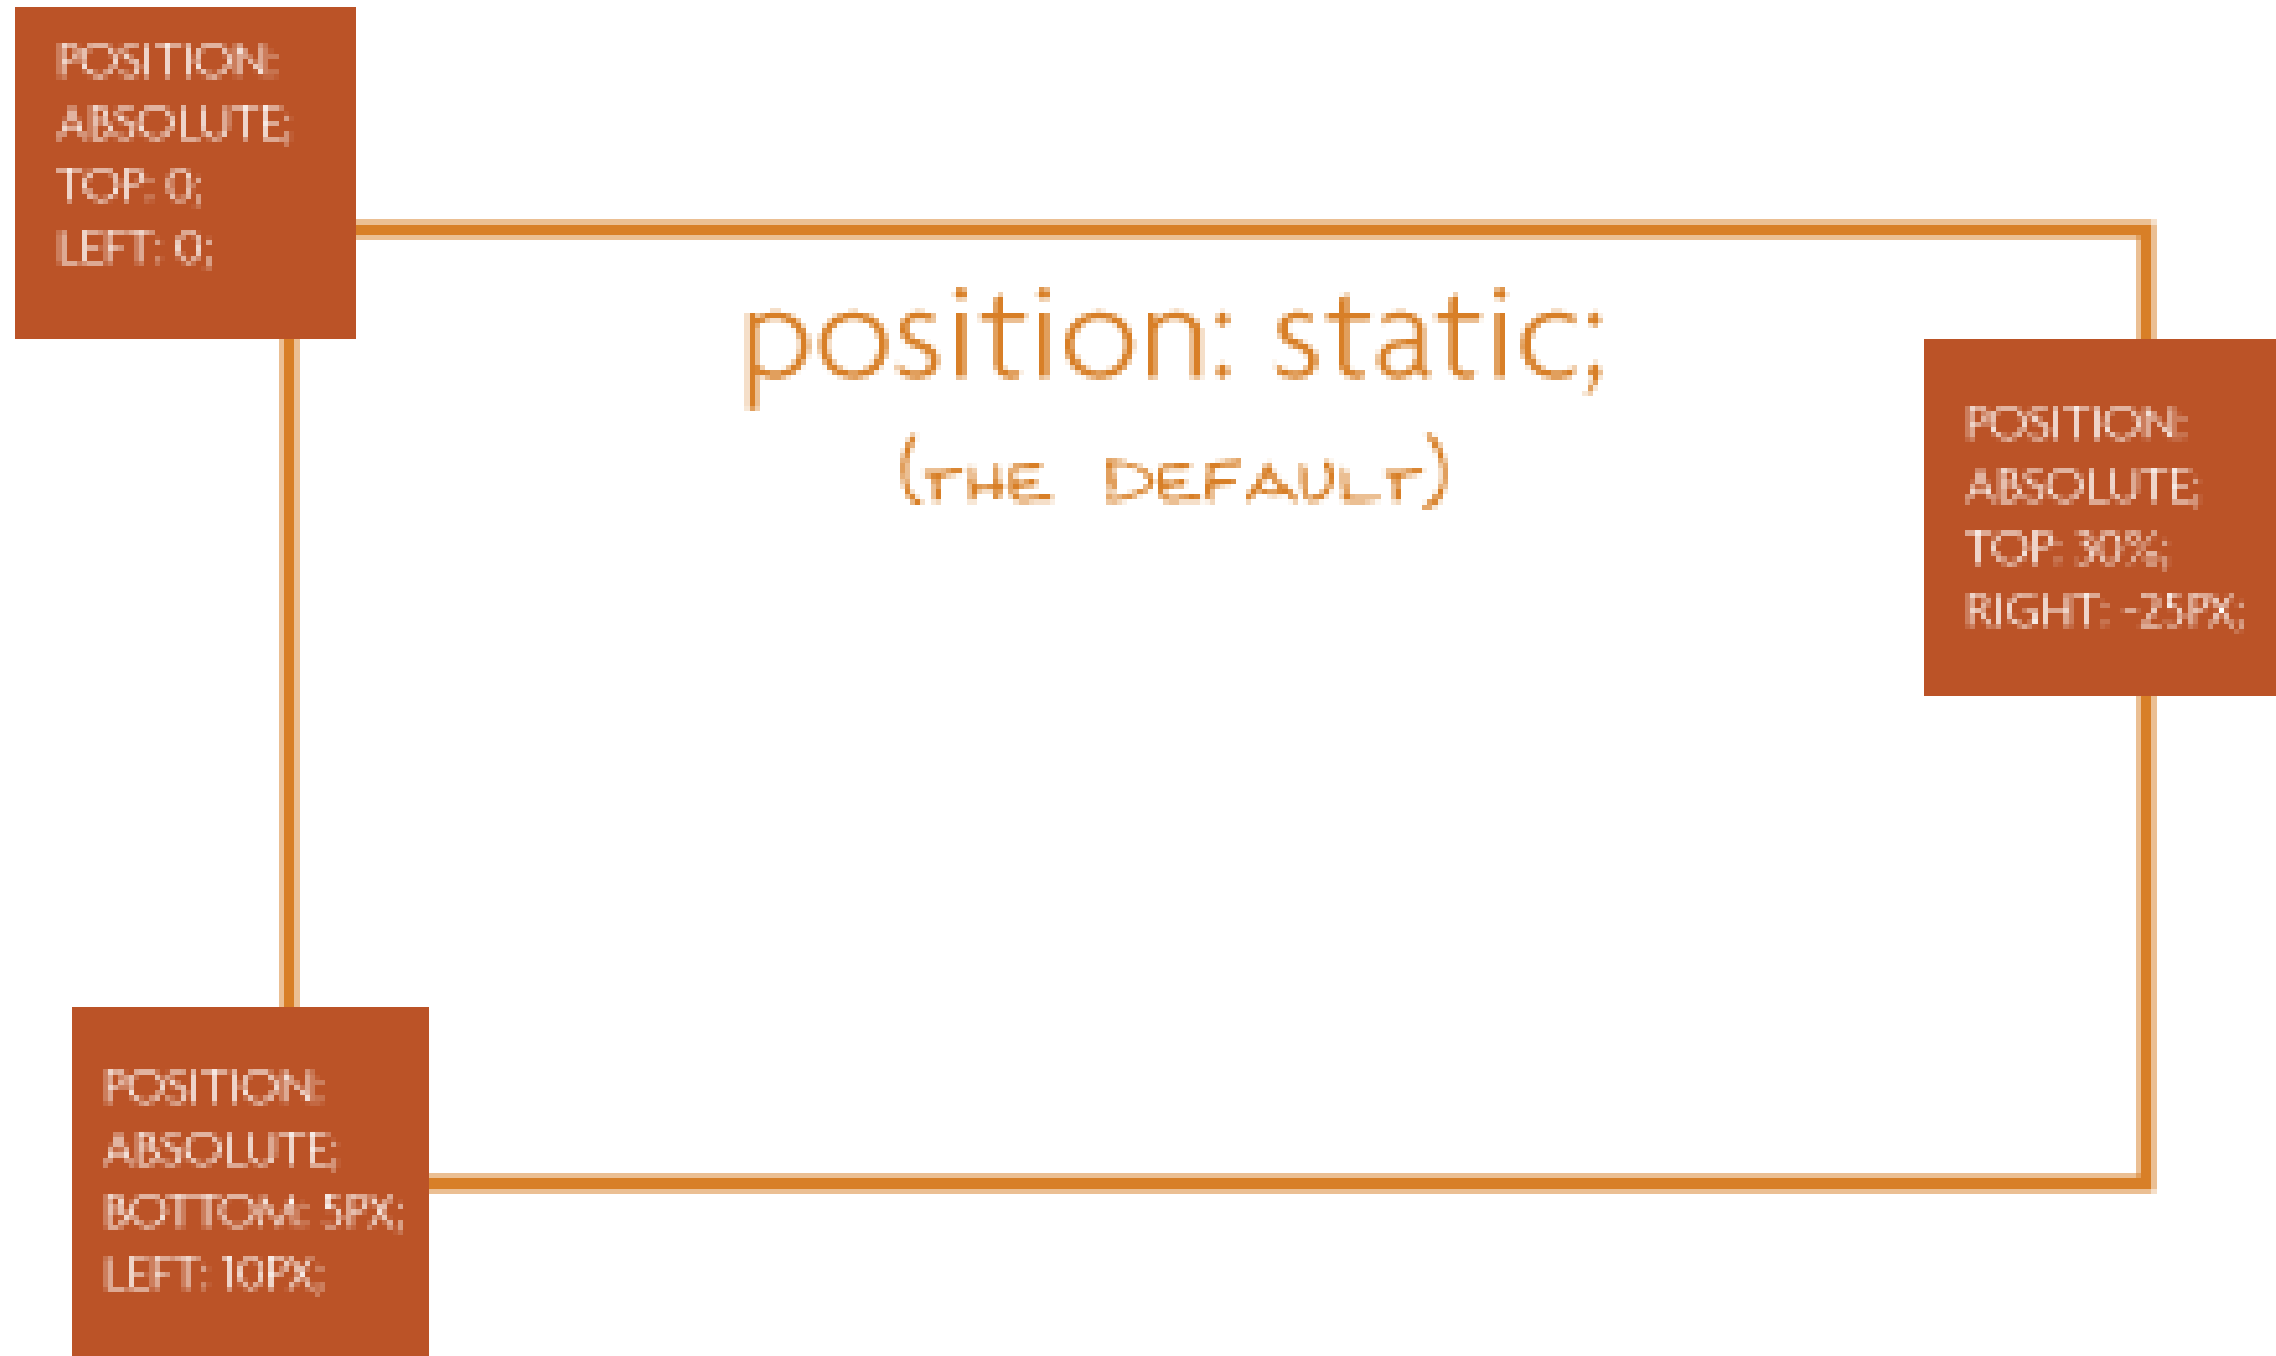 POSITION:
ABSOLUTE;
TOP: 0;
LEFT: 0;
position: static;
(THE DEFAULT)
POSITION:
ABSOLUTE;
TOP: 30%;
RIGHT: -25PX;
POSITION:
ABSOLUTE;
BOTTOM: 5PX;
LEFT: 10PX;